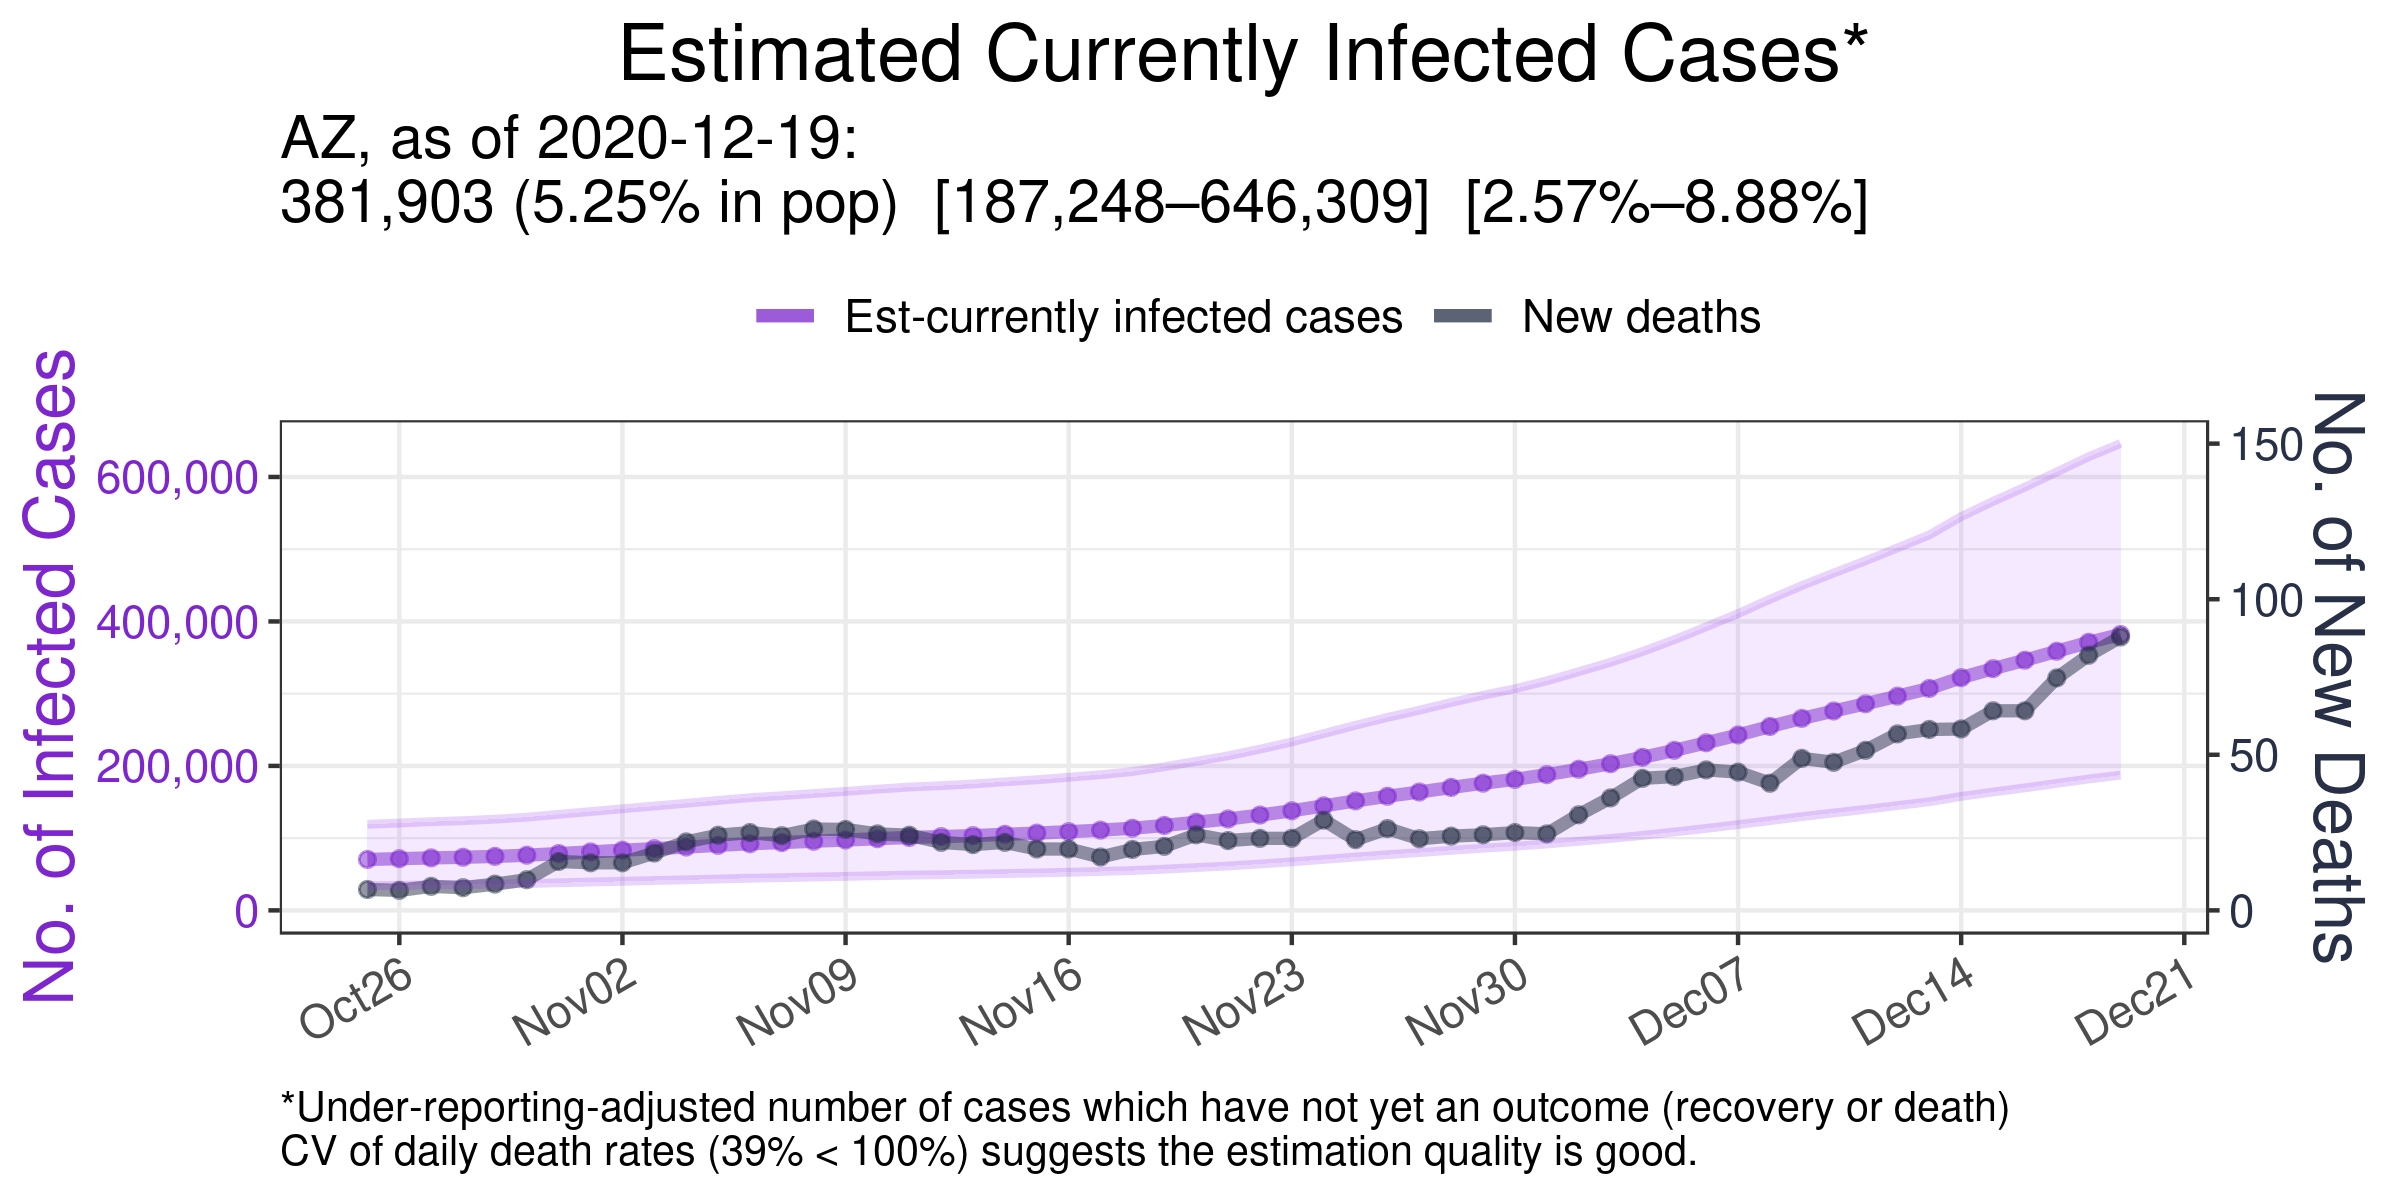 Estimated Currently Infected Cases*
AZ, as of 2020-12-19:
381,903 (5.25% in pop)  [187,248–646,309]  [2.57%–8.88%]
Est-currently infected cases
New deaths
No. of Infected Cases
600,000
400,000
200,000
0
150
100
50
0
No. of New Deaths
Oct26
Nov02
Nov09
Nov16
Nov23
Nov30
Dec07
Dec14
Dec21
*Under-reporting-adjusted number of cases which have not yet an outcome (recovery or death)
CV of daily death rates (39% < 100%) suggests the estimation quality is good.